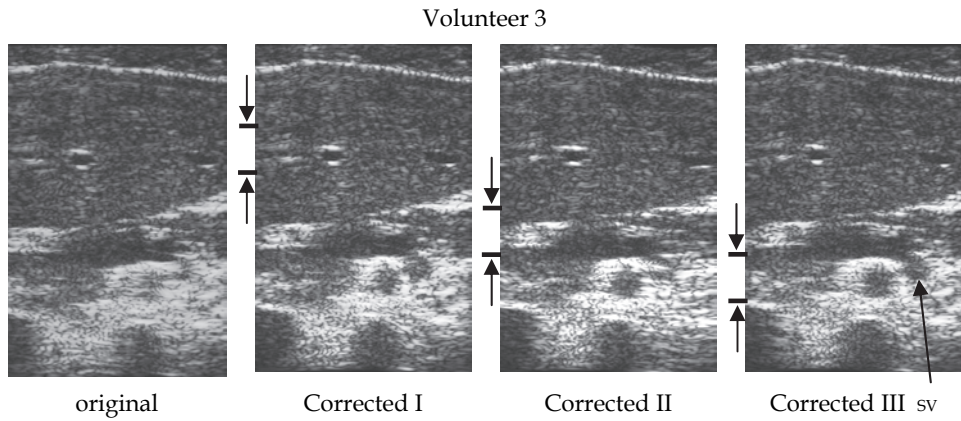 Volunteer 3
original
Corrected I
Corrected II
Corrected III
sv